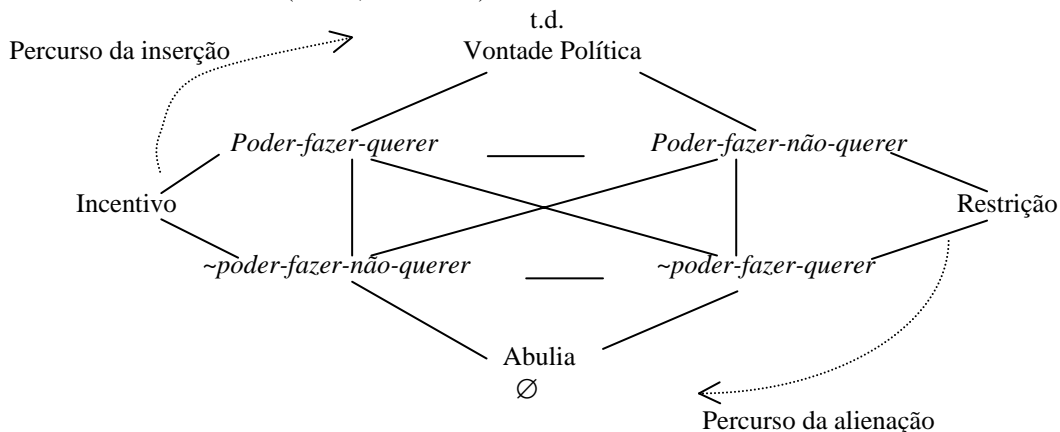 t.d.
Percurso da inserção
Vontade Política
Poder-fazer-querer
Poder-fazer-não-querer
Incentivo
Restrição
~poder-fazer-não-querer
~poder-fazer-querer
Abulia
∅
Percurso da alienação